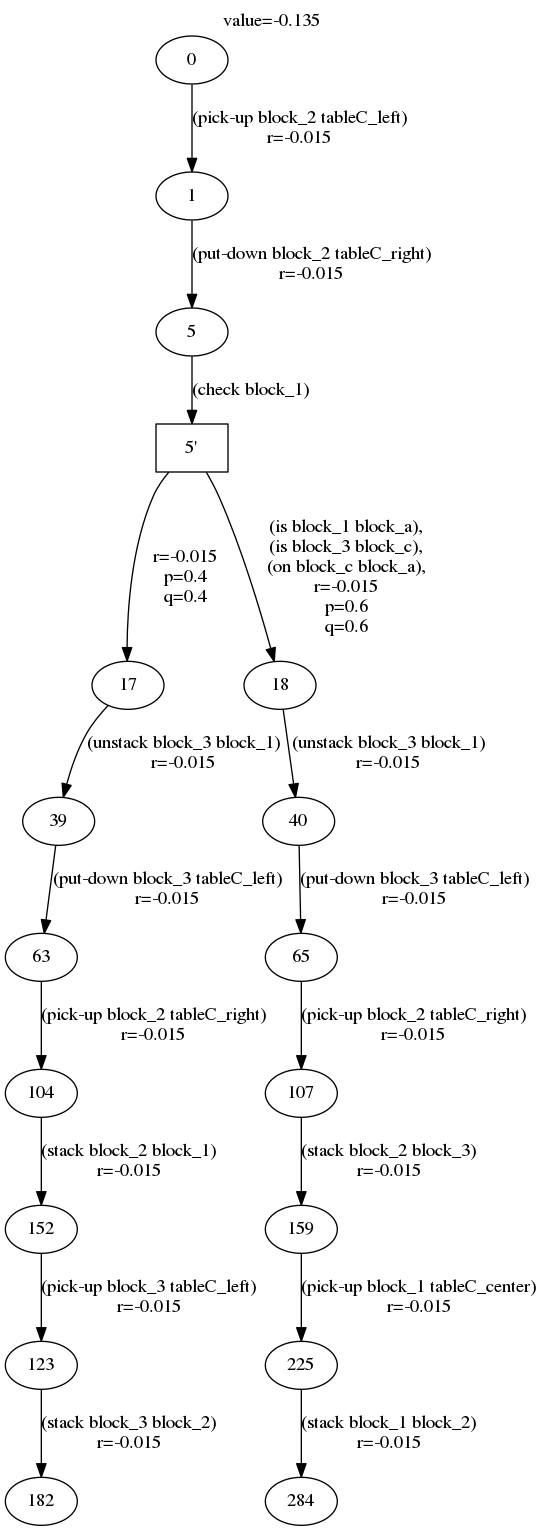 value=-0.135
0
(pick-up block_2 tableC_left)
r=-0.015
1
(put-down block_2 tableC_right)
r=-0.015
5
(check block_1)
5'
r=-0.015
p=0.4
q=0.4
(is block_1 block_a),
(is block_3 block_c),
(on block_c block_a),
r=-0.015
p=0.6
q=0.6
17
18
(unstack block_3 block_1)
r=-0.015
(unstack block_3 block_1)
r=-0.015
39
40
(put-down block_3 tableC_left)
r=-0.015
(put-down block_3 tableC_left)
r=-0.015
63
65
(pick-up block_2 tableC_right)
r=-0.015
(pick-up block_2 tableC_right)
r=-0.015
104
107
(stack block_2 block_1)
r=-0.015
(stack block_2 block_3)
r=-0.015
152
159
(pick-up block_3 tableC_left)
r=-0.015
(pick-up block_1 tableC_center)
r=-0.015
123
225
(stack block_3 block_2)
r=-0.015
(stack block_1 block_2)
r=-0.015
182
284